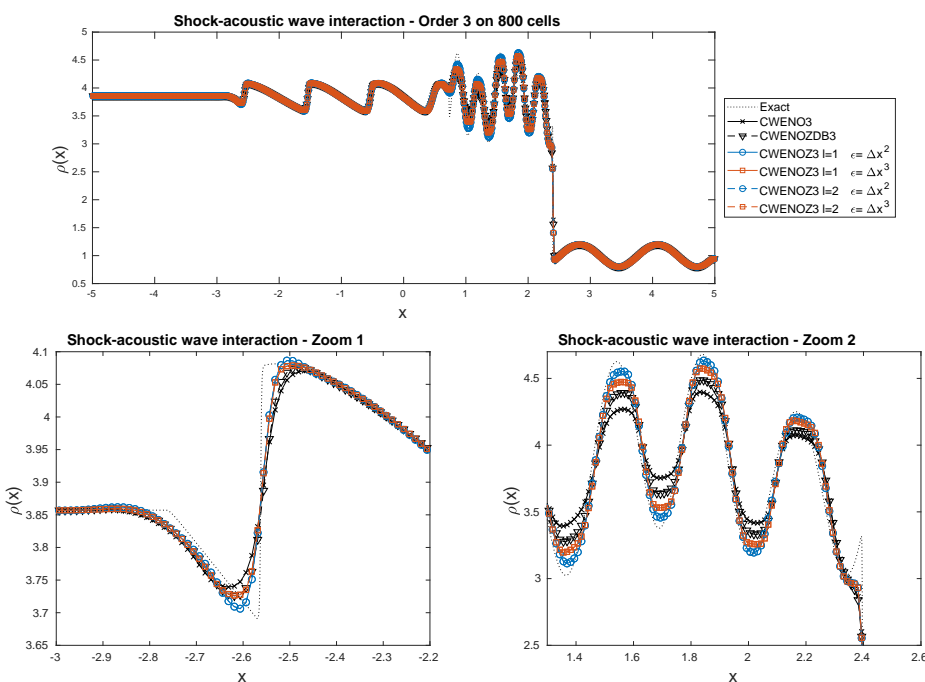 Shock-acoustic wave interaction - Order 3 on 800 cells
5
4.5
4
3.5
3
2.5
2
1.5
1
0.5
ρ(x)
-5 -4 -3 -2 -1 0 1 2 3 4 5
x
Exact
CWENO3
CWENOZDB3
CWENOZ3 l=1 ϵ= Δx²
CWENOZ3 l=1 ϵ= Δx³
CWENOZ3 l=2 ϵ= Δx²
CWENOZ3 l=2 ϵ= Δx³
Shock-acoustic wave interaction - Zoom 1
4.1
4.05
4
3.95
3.9
3.85
3.8
3.75
3.7
3.65
ρ(x)
-3 -2.9 -2.8 -2.7 -2.6 -2.5 -2.4 -2.3 -2.2
x
Shock-acoustic wave interaction - Zoom 2
4.5
4
3.5
3
2.5
ρ(x)
1.4 1.6 1.8 2 2.2 2.4 2.6
x